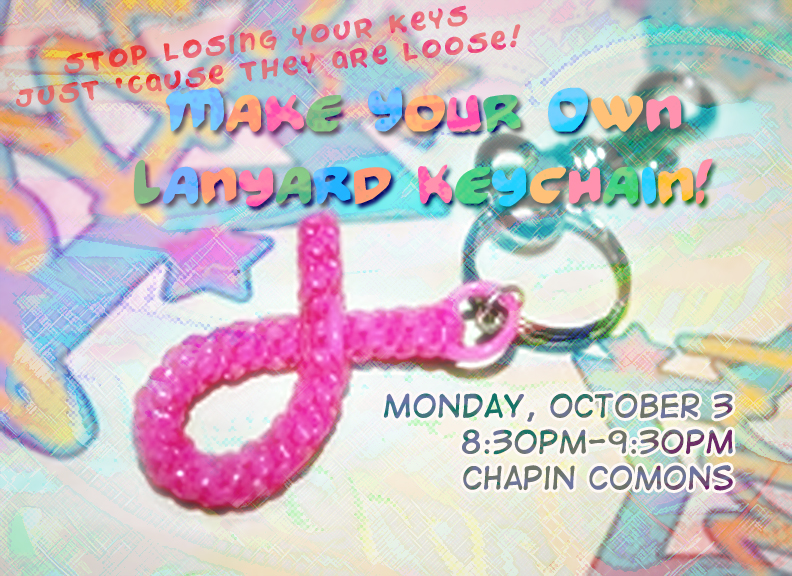 STOP LOSING YOUR KEYS
JUST 'CAUSE THEY ARE LOOSE!
MAKE YOUR OWN
LANYARD KEYCHAIN!
MONDAY, OCTOBER 3
8:30PM-9:30PM
CHAPIN COMONS